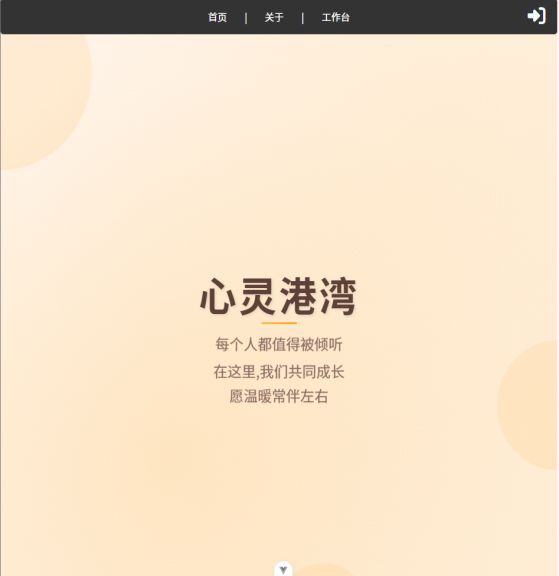 首页 | 关于 | 工作台
心灵港湾
每个人都值得被倾听
在这里,我们共同成长
愿温暖常伴左右